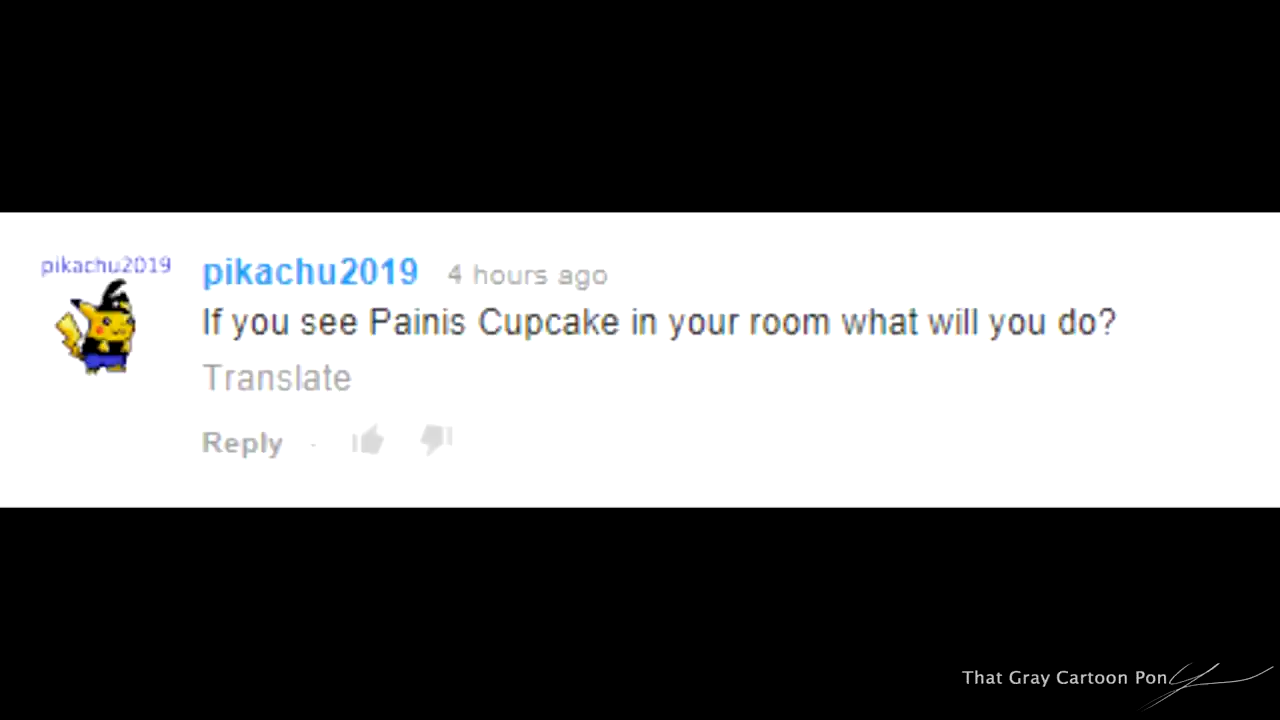 pikachu2019
pikachu2019 4 hours ago
If you see Painis Cupcake in your room what will you do?
Translate
Reply ·
That Gray Cartoon Pony